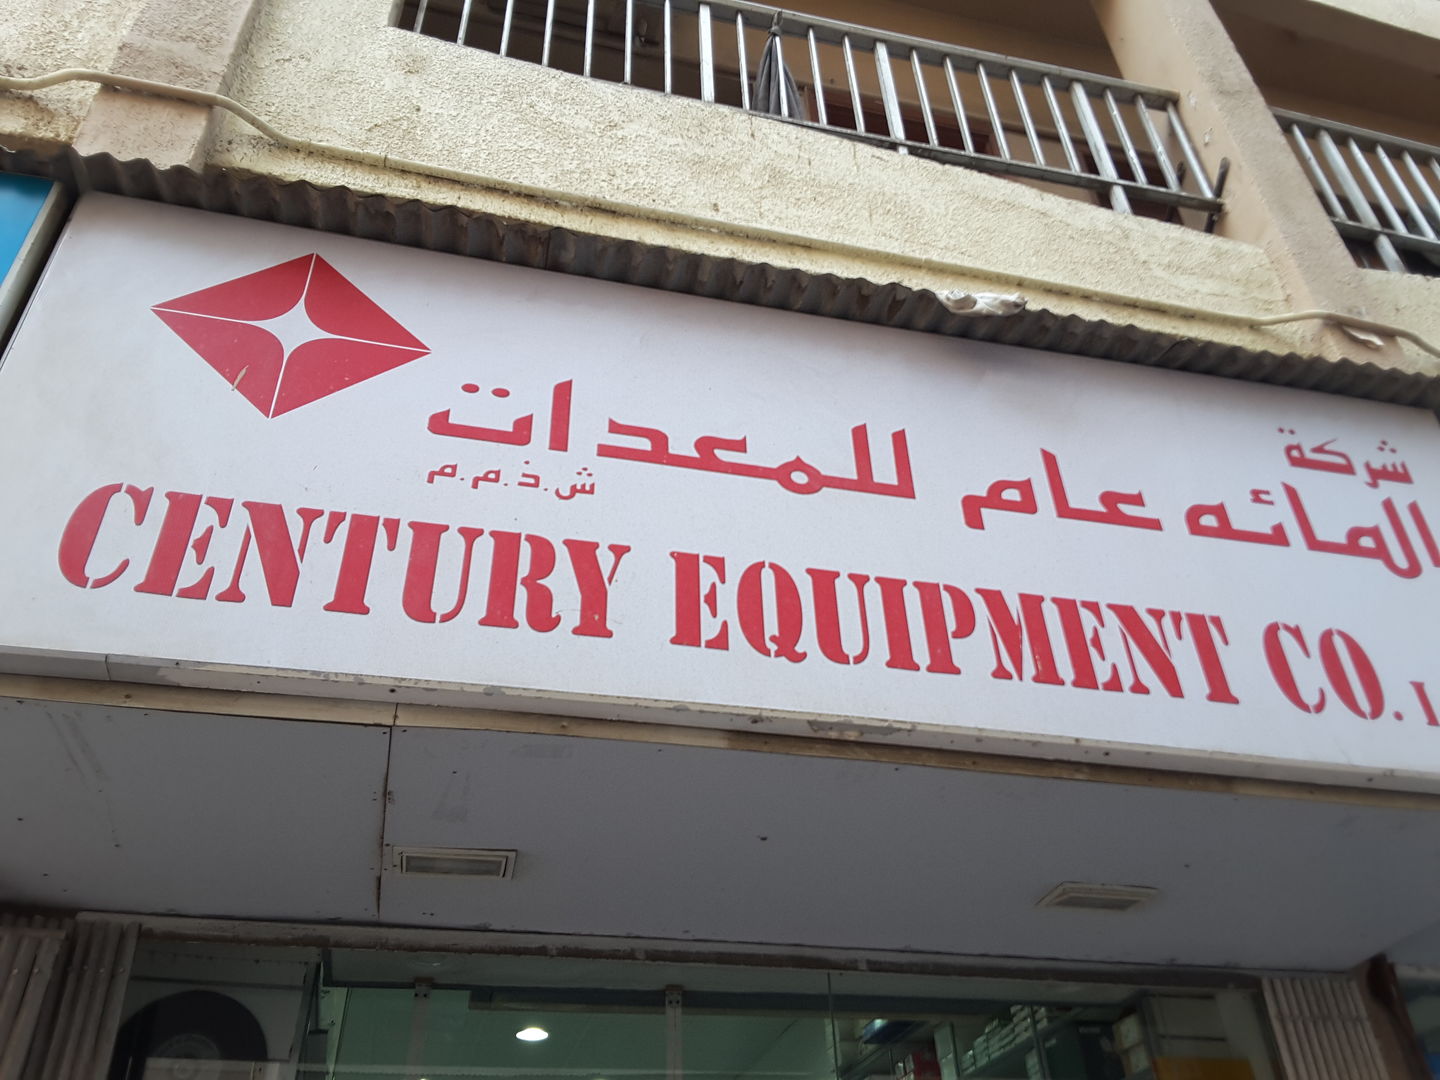 شركة
المائه عام للمعدات
ش.ذ.م.م
CENTURY EQUIPMENT CO.